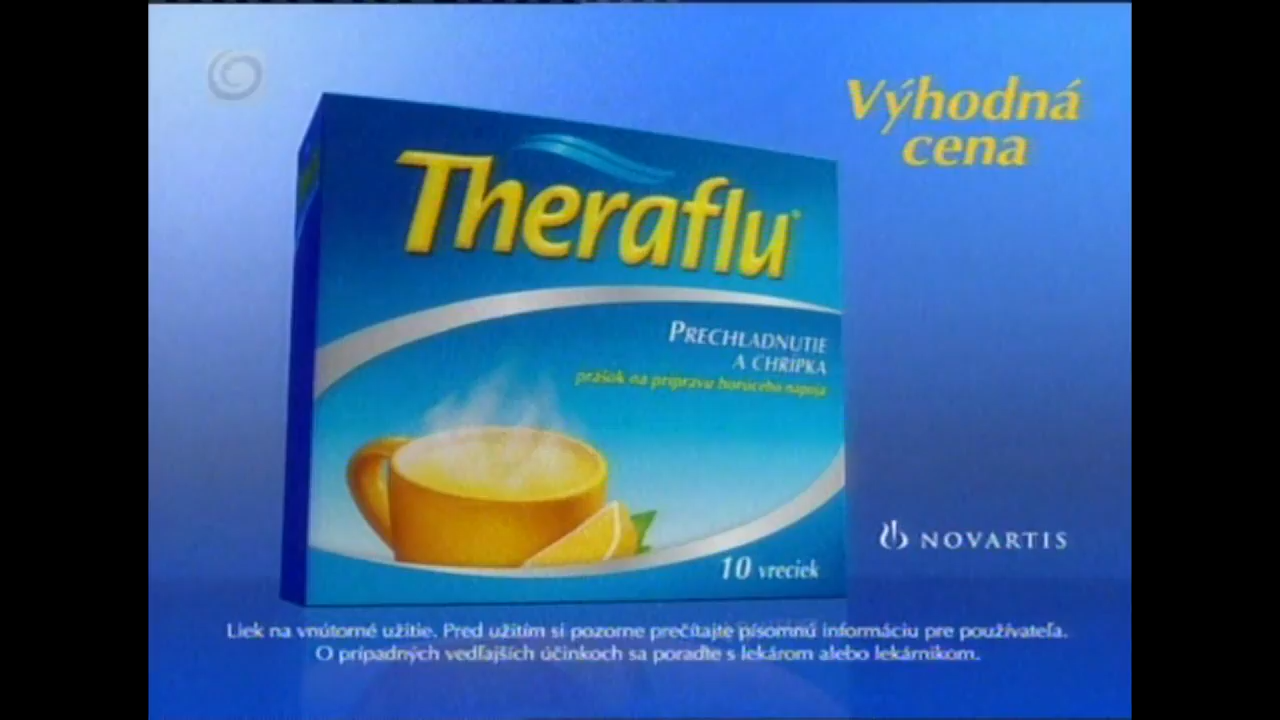 Výhodná
cena
Theraflu
PRECHLADNUTIE
A CHRÍPKA
prášok na prípravu horúceho nápoja
10 vreciek
NOVARTIS
Liek na vnútorné užitie. Pred užitím si pozorne prečítajte písomnú informáciu pre používateľa.
O prípadných vedľajších účinkoch sa poraďte s lekárom alebo lekárnikom.